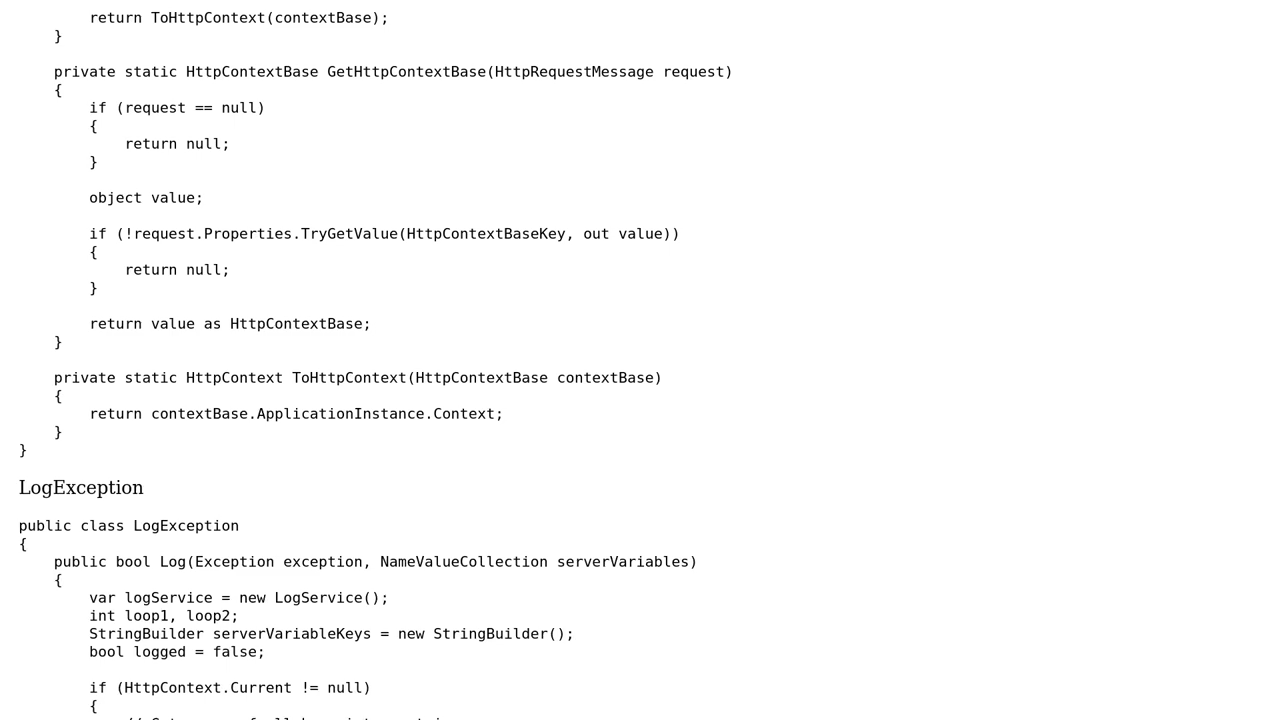 return ToHttpContext(contextBase);
    }

    private static HttpContextBase GetHttpContextBase(HttpRequestMessage request)
    {
        if (request == null)
        {
            return null;
        }

        object value;

        if (!request.Properties.TryGetValue(HttpContextBaseKey, out value))
        {
            return null;
        }

        return value as HttpContextBase;
    }

    private static HttpContext ToHttpContext(HttpContextBase contextBase)
    {
        return contextBase.ApplicationInstance.Context;
    }
}

LogException

public class LogException
{
    public bool Log(Exception exception, NameValueCollection serverVariables)
    {
        var logService = new LogService();
        int loop1, loop2;
        StringBuilder serverVariableKeys = new StringBuilder();
        bool logged = false;

        if (HttpContext.Current != null)
        {